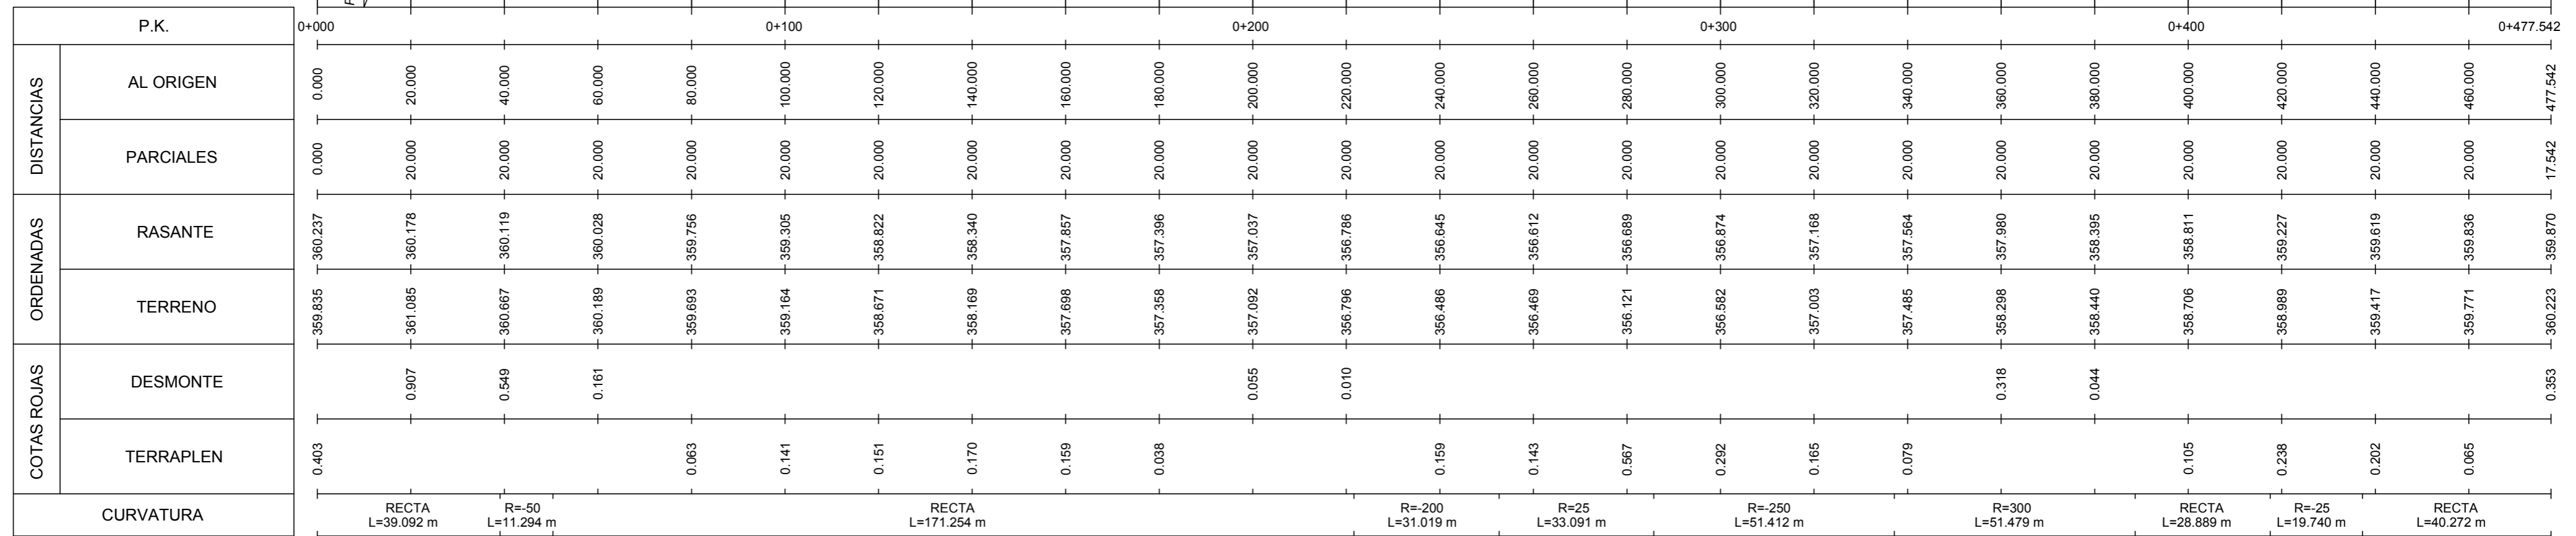 P.K. 0+000 0+100 0+200 0+300 0+400 0+477.542
DISTANCIAS
AL ORIGEN 0.000 20.000 40.000 60.000 80.000 100.000 120.000 140.000 160.000 180.000 200.000 220.000 240.000 260.000 280.000 300.000 320.000 340.000 360.000 380.000 400.000 420.000 440.000 460.000 477.542
PARCIALES 0.000 20.000 20.000 20.000 20.000 20.000 20.000 20.000 20.000 20.000 20.000 20.000 20.000 20.000 20.000 20.000 20.000 20.000 20.000 20.000 20.000 20.000 20.000 20.000 17.542
ORDENADAS
RASANTE 360.237 360.178 360.119 360.028 359.756 359.305 358.822 358.340 357.857 357.396 357.037 356.786 356.645 356.612 356.689 356.874 357.168 357.564 357.980 358.395 358.811 359.227 359.619 359.836 359.870
TERRENO 359.835 361.085 360.667 360.189 359.693 359.164 358.671 358.169 357.698 357.358 357.092 356.796 356.486 356.469 356.121 356.582 357.003 357.485 358.298 358.440 358.706 358.989 359.417 359.771 360.223
COTAS ROJAS
DESMONTE 0.907 0.549 0.161 0.055 0.010 0.318 0.044 0.353
TERRAPLEN 0.403 0.063 0.141 0.151 0.170 0.159 0.038 0.159 0.143 0.567 0.292 0.165 0.079 0.105 0.238 0.202 0.065
CURVATURA
RECTA R=-50 RECTA R=-200 R=25 R=-250 R=300 RECTA R=-25 RECTA
L=39.092 m L=11.294 m L=171.254 m L=31.019 m L=33.091 m L=51.412 m L=51.479 m L=28.889 m L=19.740 m L=40.272 m